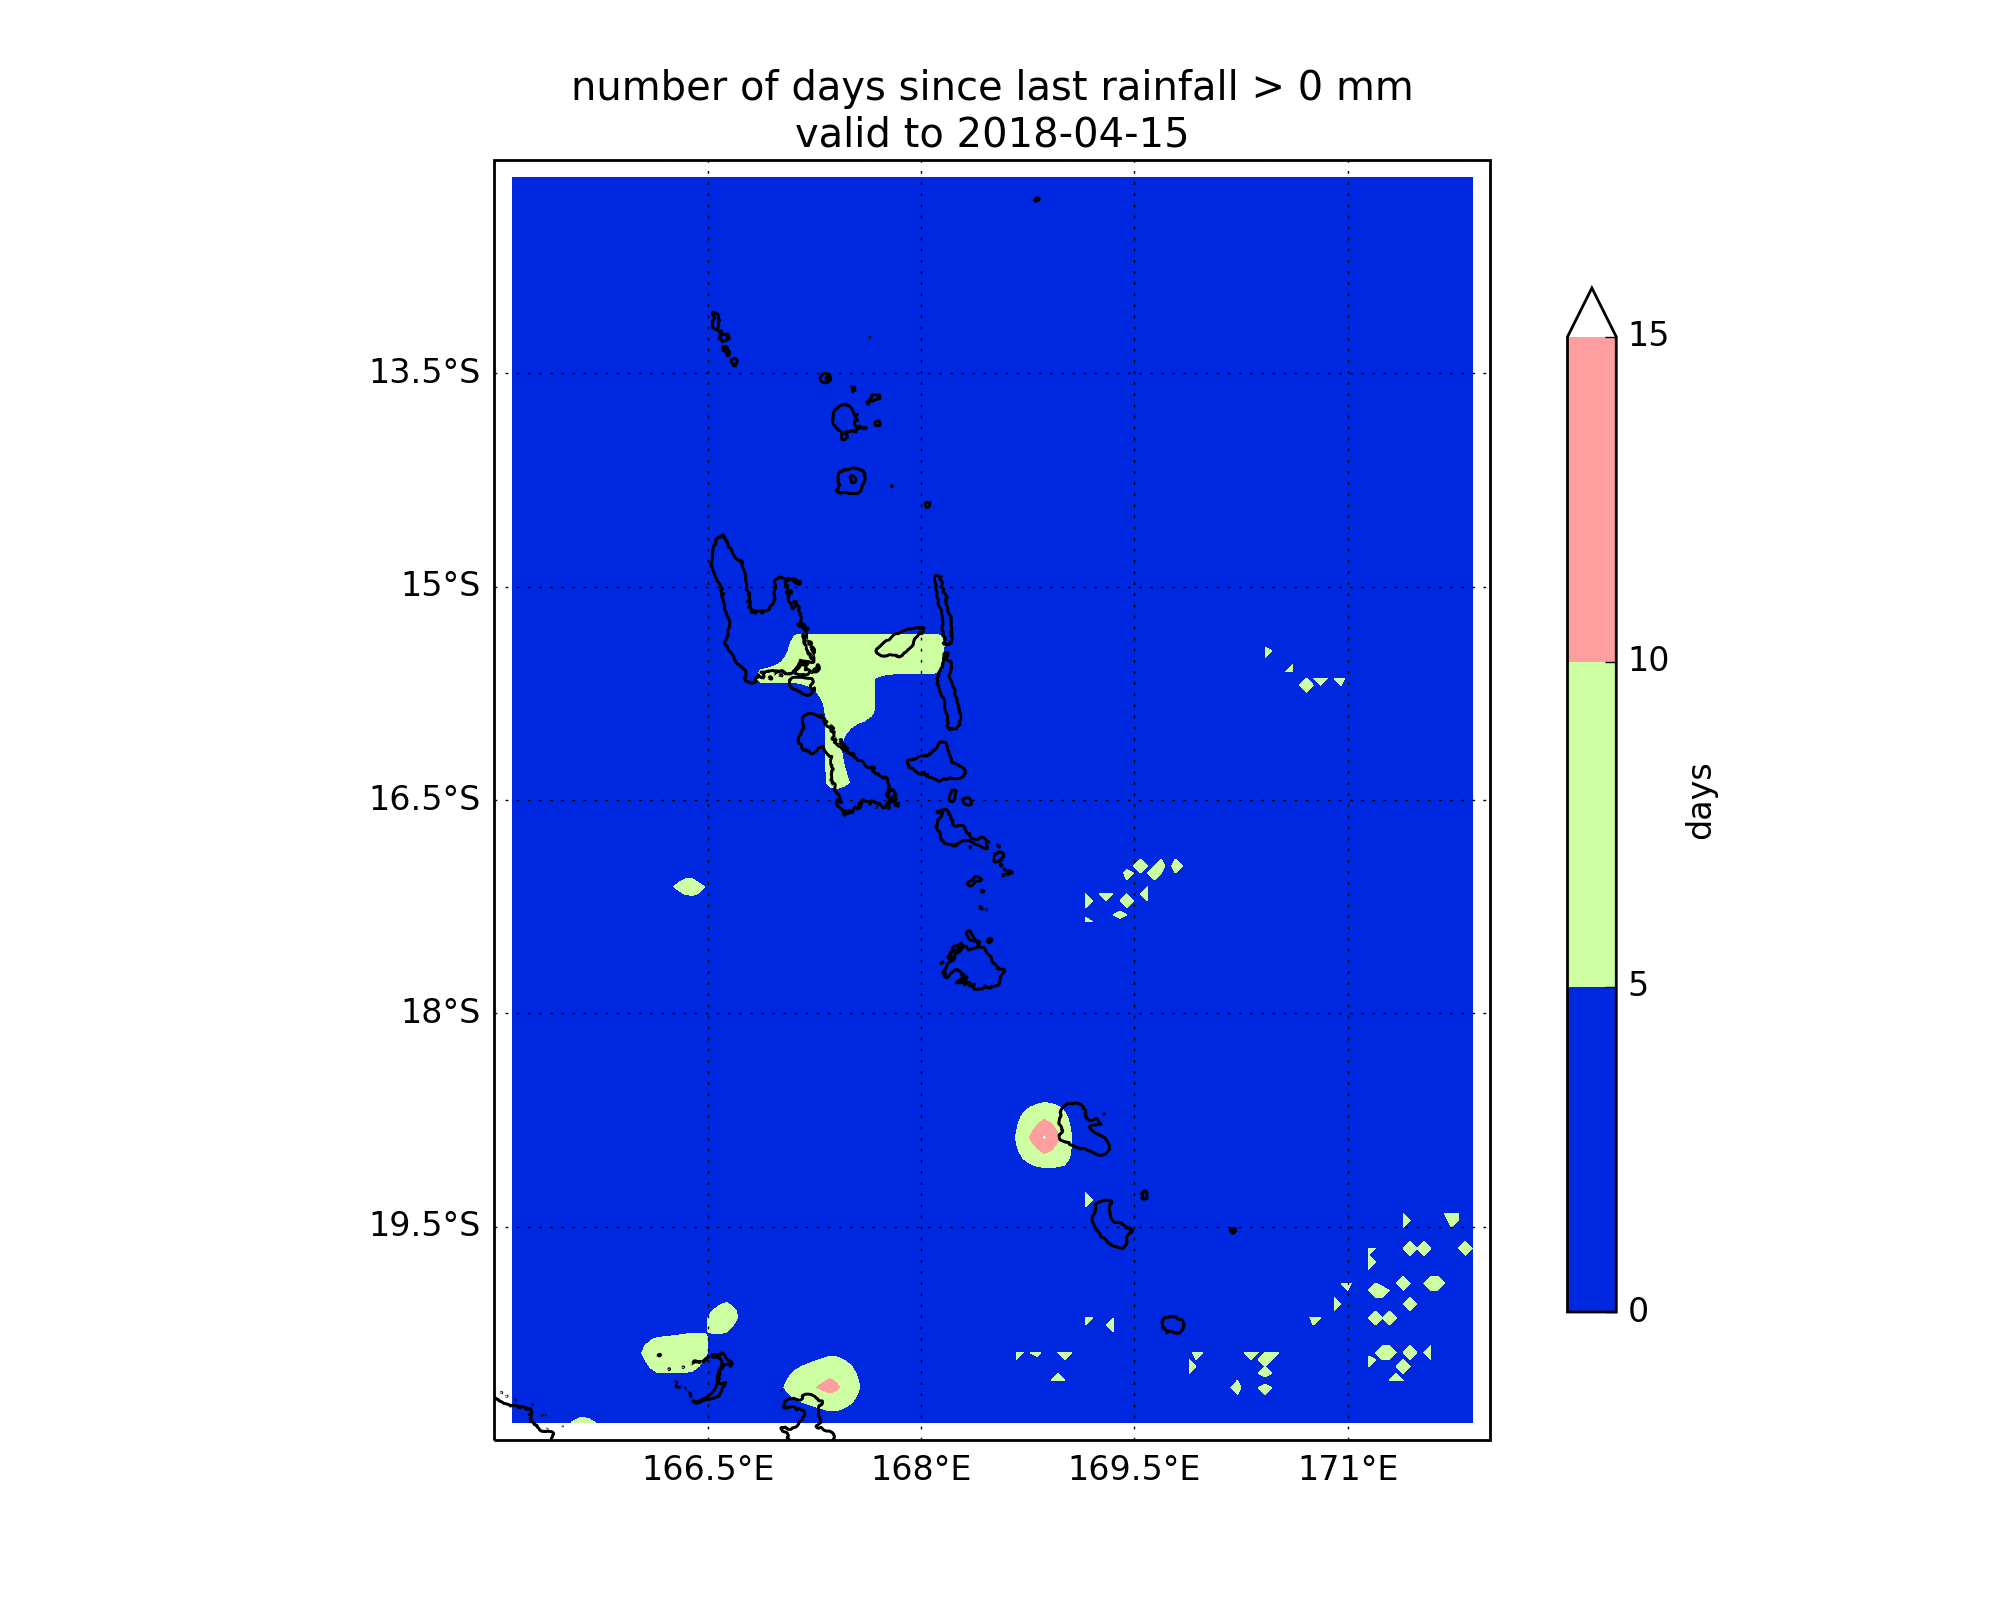 number of days since last rainfall > 0 mm
valid to 2018-04-15
13.5°S
15°S
16.5°S
18°S
19.5°S
166.5°E
168°E
169.5°E
171°E
15
10
5
0
days